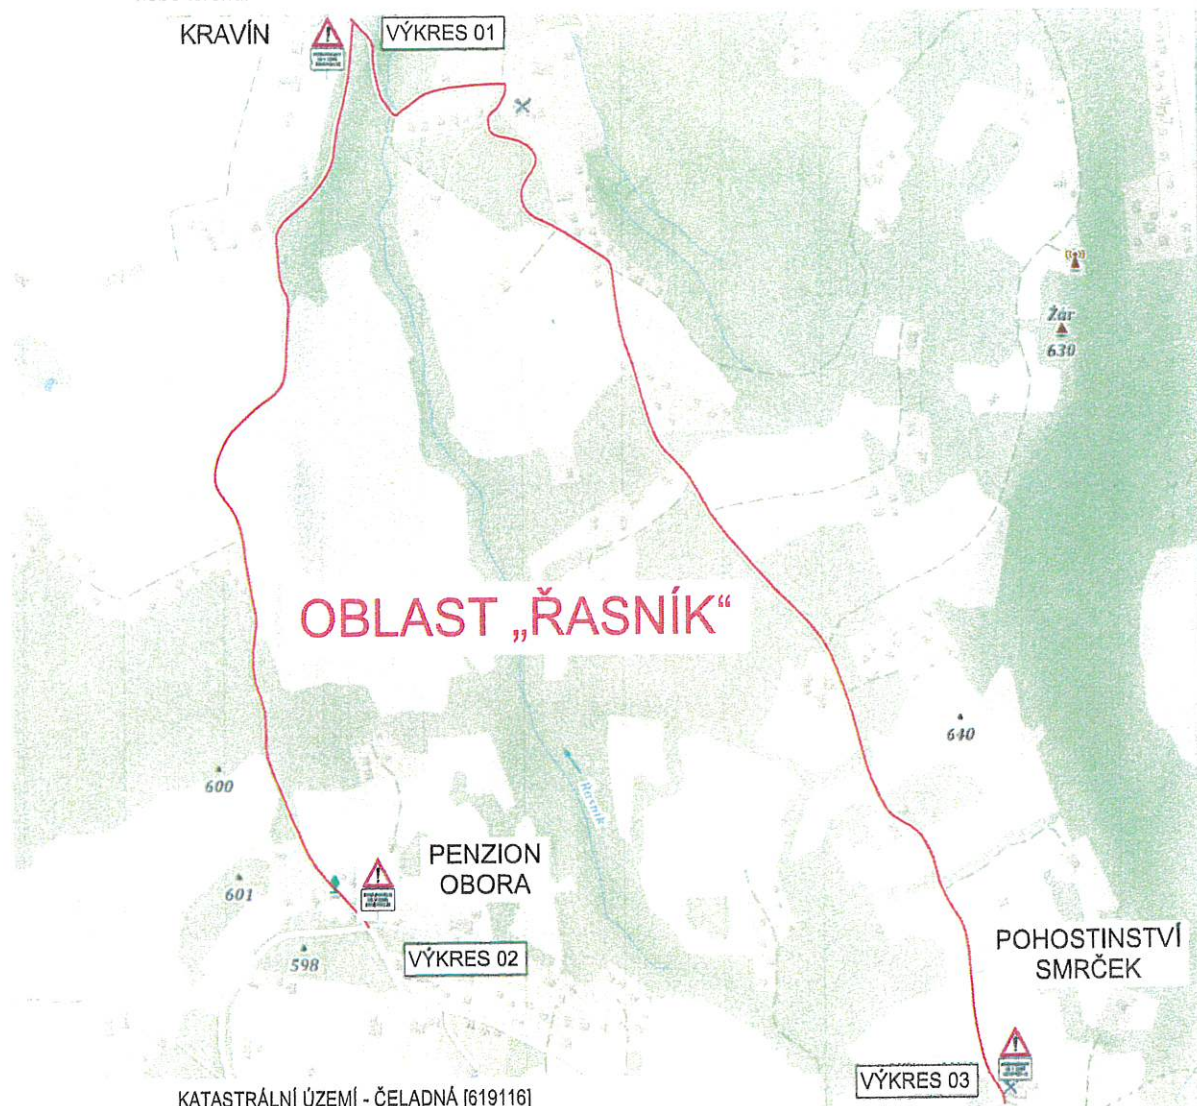 KRAVÍN
VÝKRES 01
Žár
630
OBLAST „ŘASNÍK“
640
600
Řasník
PENZION
OBORA
601
598
VÝKRES 02
POHOSTINSTVÍ
SMRČEK
VÝKRES 03
KATASTRÁLNÍ ÚZEMÍ - ČELADNÁ [619116]